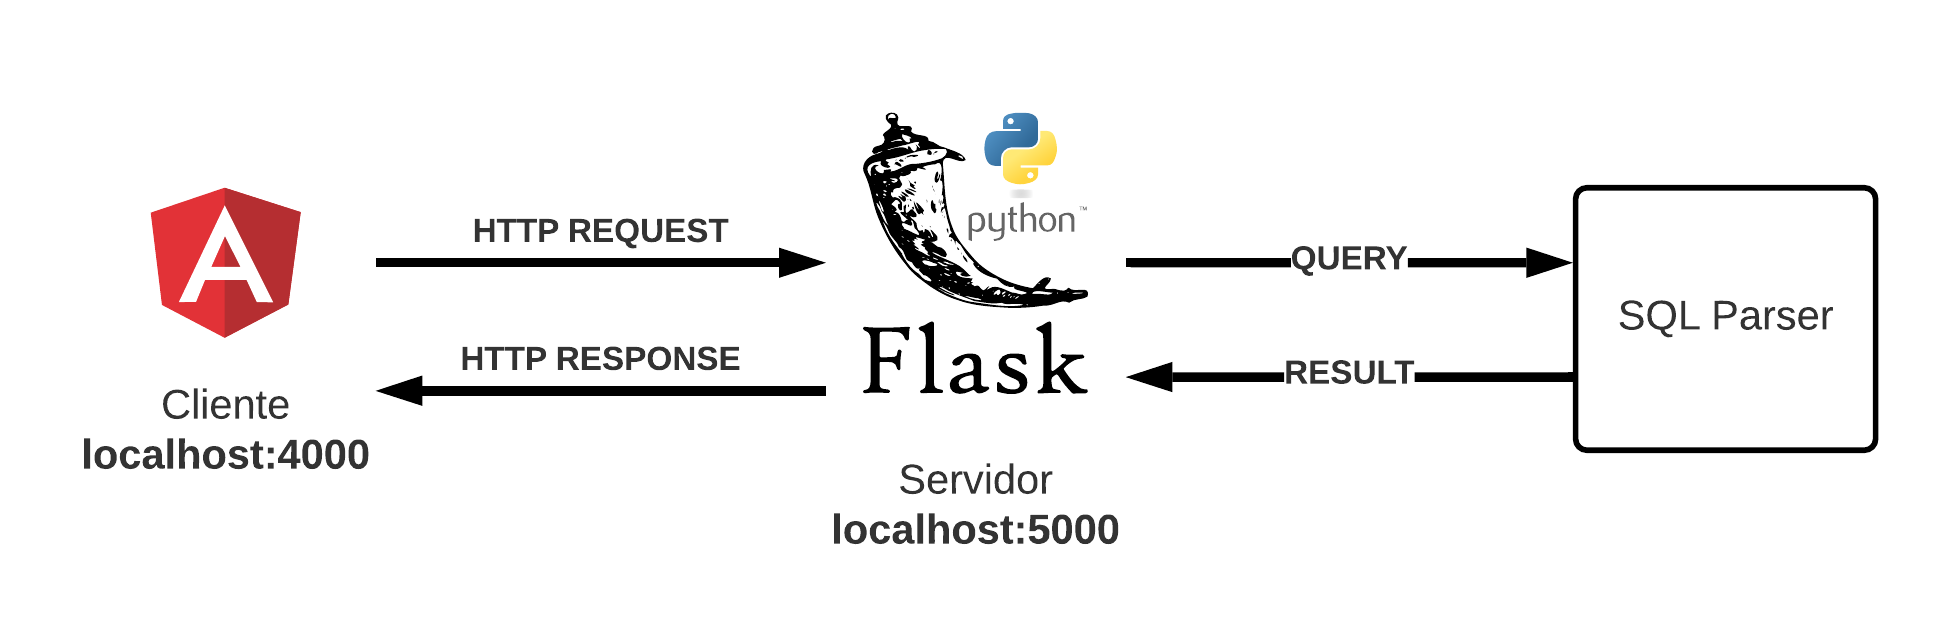 HTTP REQUEST
HTTP RESPONSE
Cliente
localhost:4000
python™
Flask
Servidor
localhost:5000
QUERY
RESULT
SQL Parser